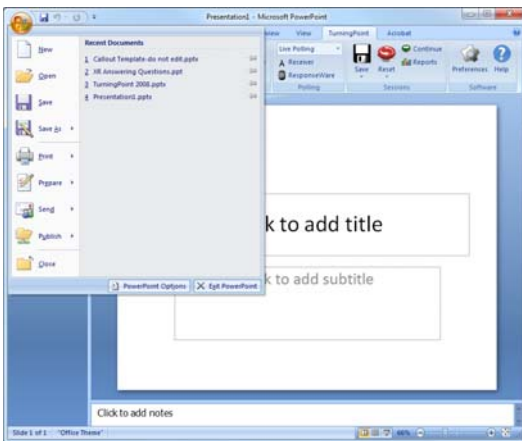 Presentation1 - Microsoft PowerPoint
View TurningPoint Acrobat
New
Open
Save
Save As
Print
Prepare
Send
Publish
Close
Recent Documents
1 Callout Template-do not edit.pptx
2 XR Answering Questions.ppt
3 TurningPoint 2008.pptx
4 Presentation1.pptx
PowerPoint Options Exit PowerPoint
Live Polling
Receiver
ResponseWare
Polling
Save Reset
Continue
Reports
Sessions
Preferences Help
Software
k to add title
k to add subtitle
Click to add notes
Slide 1 of 1 "Office Theme" 66%